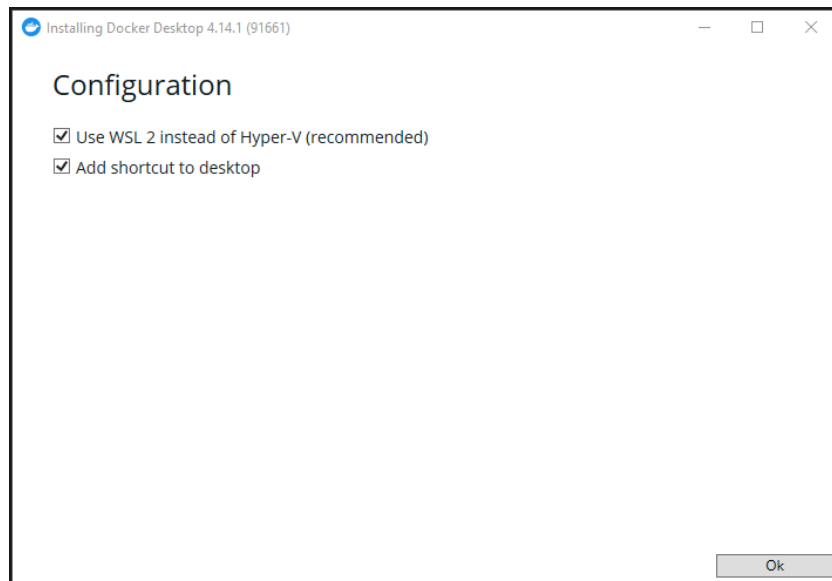 Installing Docker Desktop 4.14.1 (91661)
Configuration
Use WSL 2 instead of Hyper-V (recommended)
Add shortcut to desktop
Ok